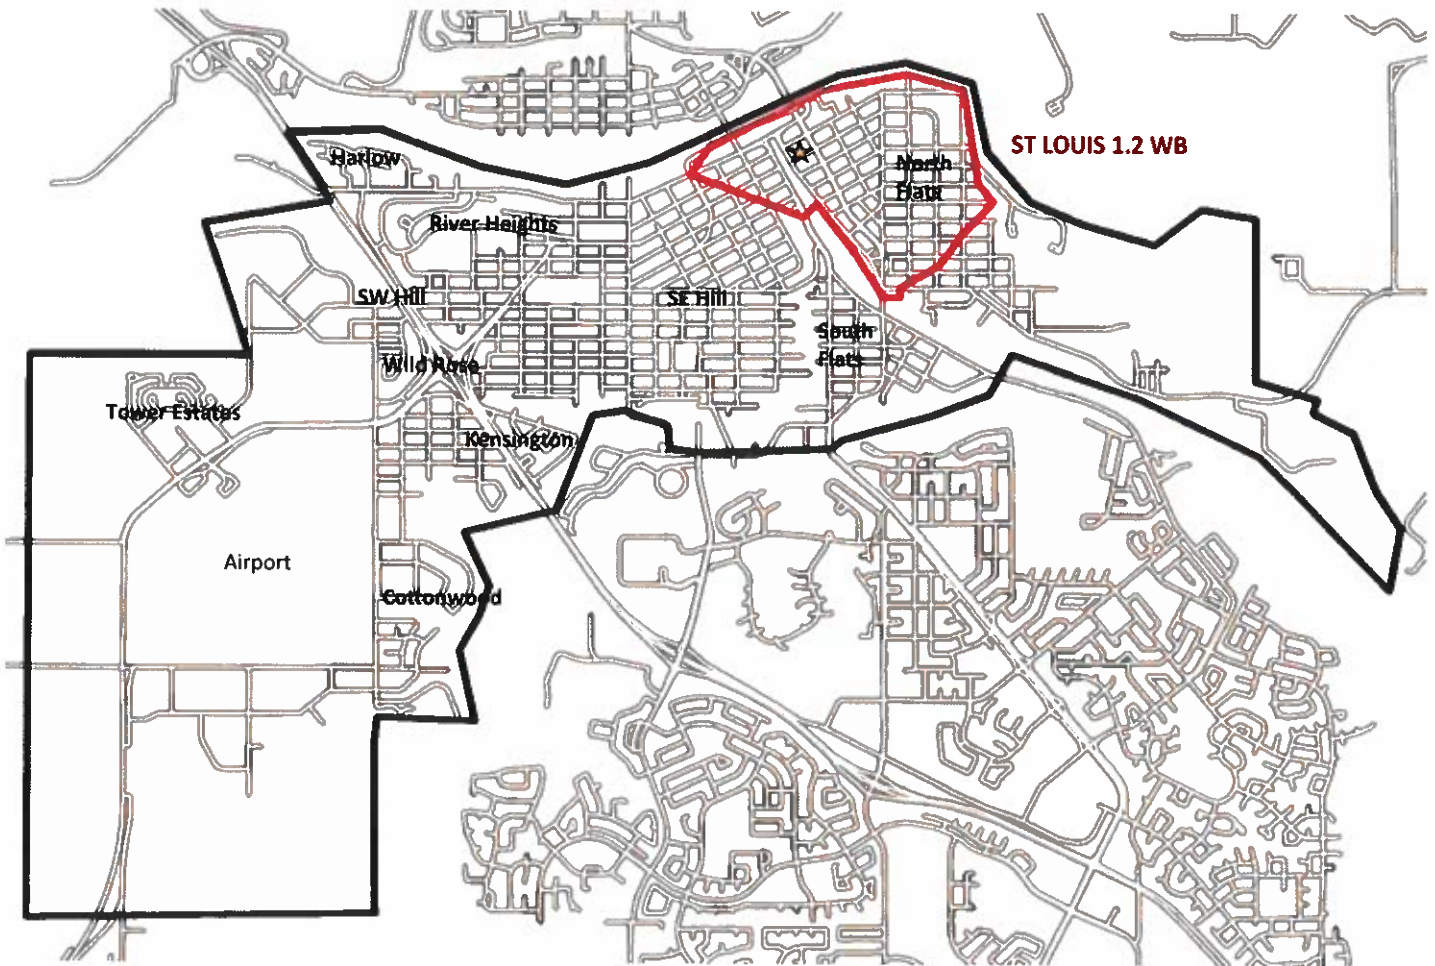 ST LOUIS 1.2 WB
Harlow
North
Flats
River Heights
SW Hill
SE Hill
South
Flats
Wild Rose
Tower Estates
Kensington
Airport
Cottonwood